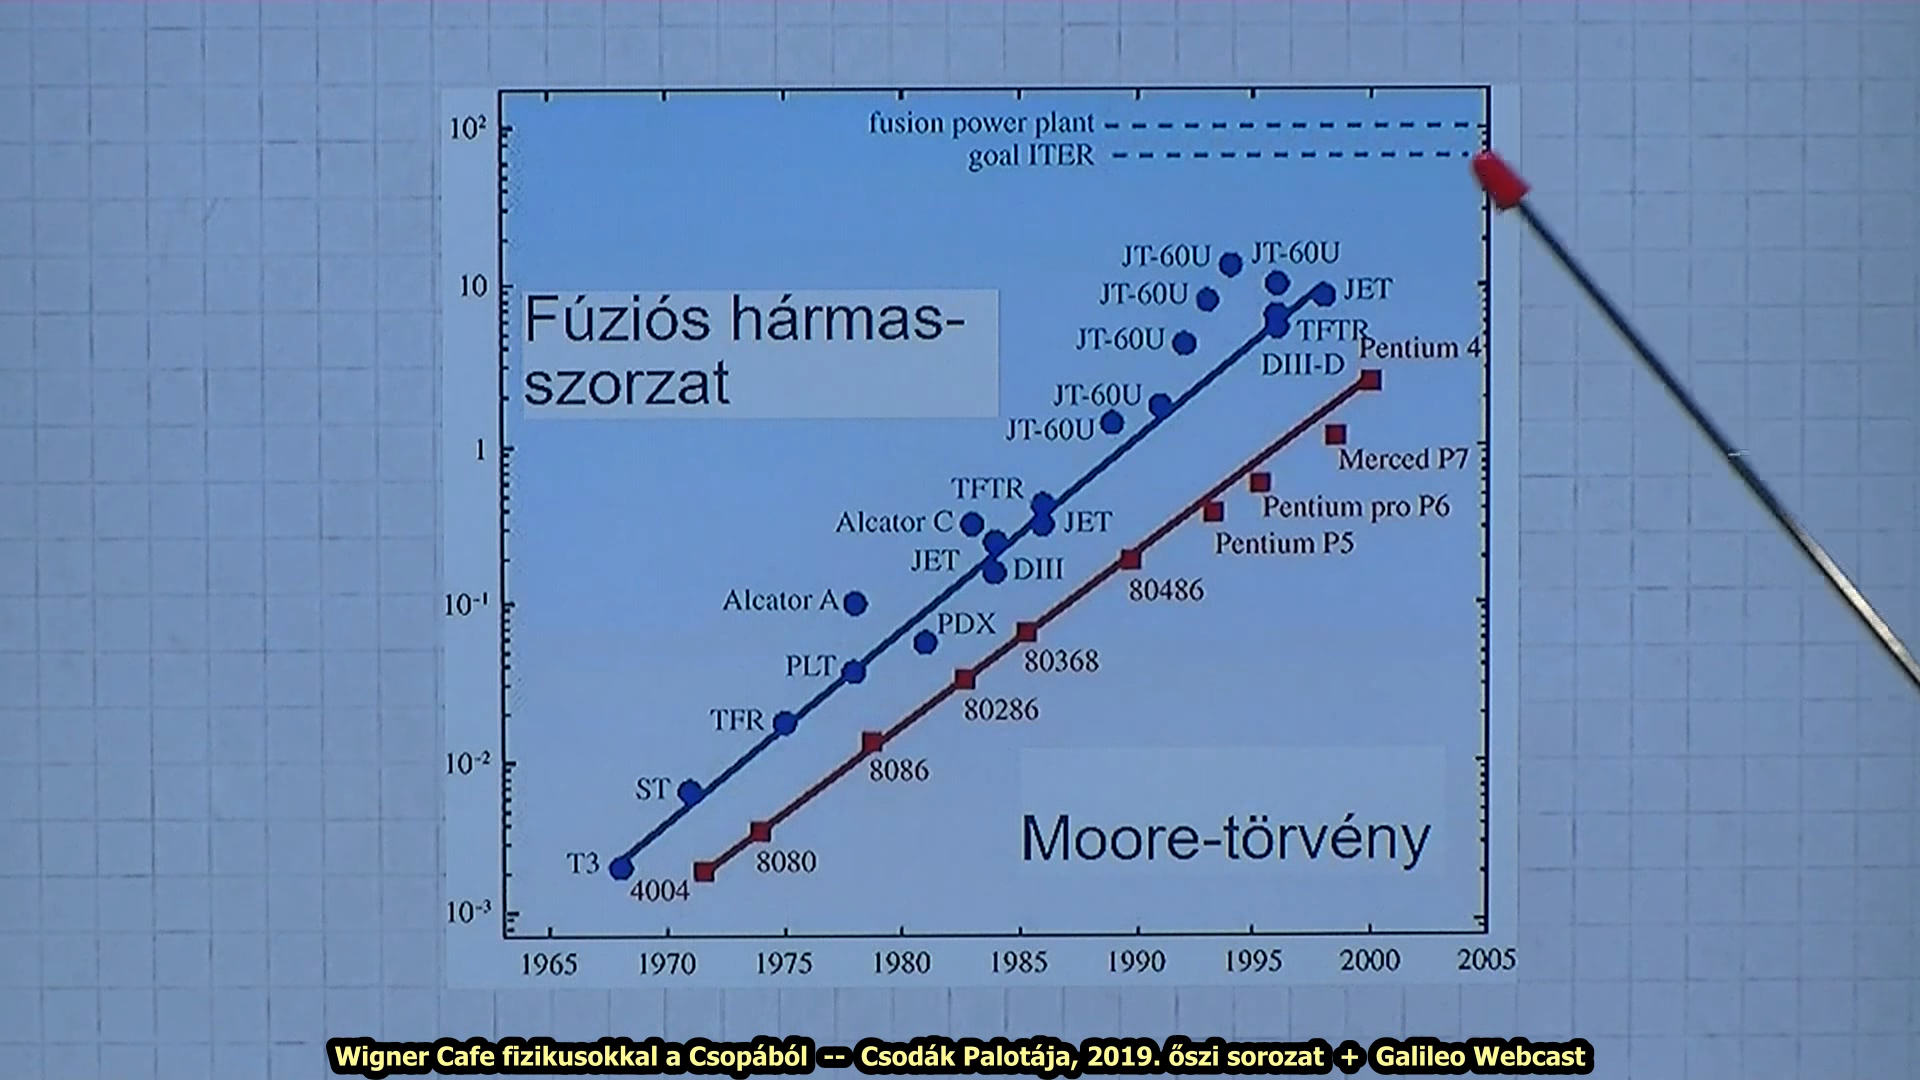 10²
fusion power plant
goal ITER
JT-60U
JT-60U
10
JT-60U
JET
Fúziós hármas-
szorzat
JT-60U
TFTR
Pentium 4
DIII-D
JT-60U
JT-60U
1
Merced P7
TFTR
Alcator C
JET
Pentium pro P6
JET
DIII
Pentium P5
80486
10⁻¹
Alcator A
PDX
PLT
80368
TFR
80286
10⁻²
8086
ST
Moore-törvény
T3
8080
4004
10⁻³
1965 1970 1975 1980 1985 1990 1995 2000 2005
Wigner Cafe fizikusokkal a Csopából -- Csodák Palotája, 2019. őszi sorozat + Galileo Webcast